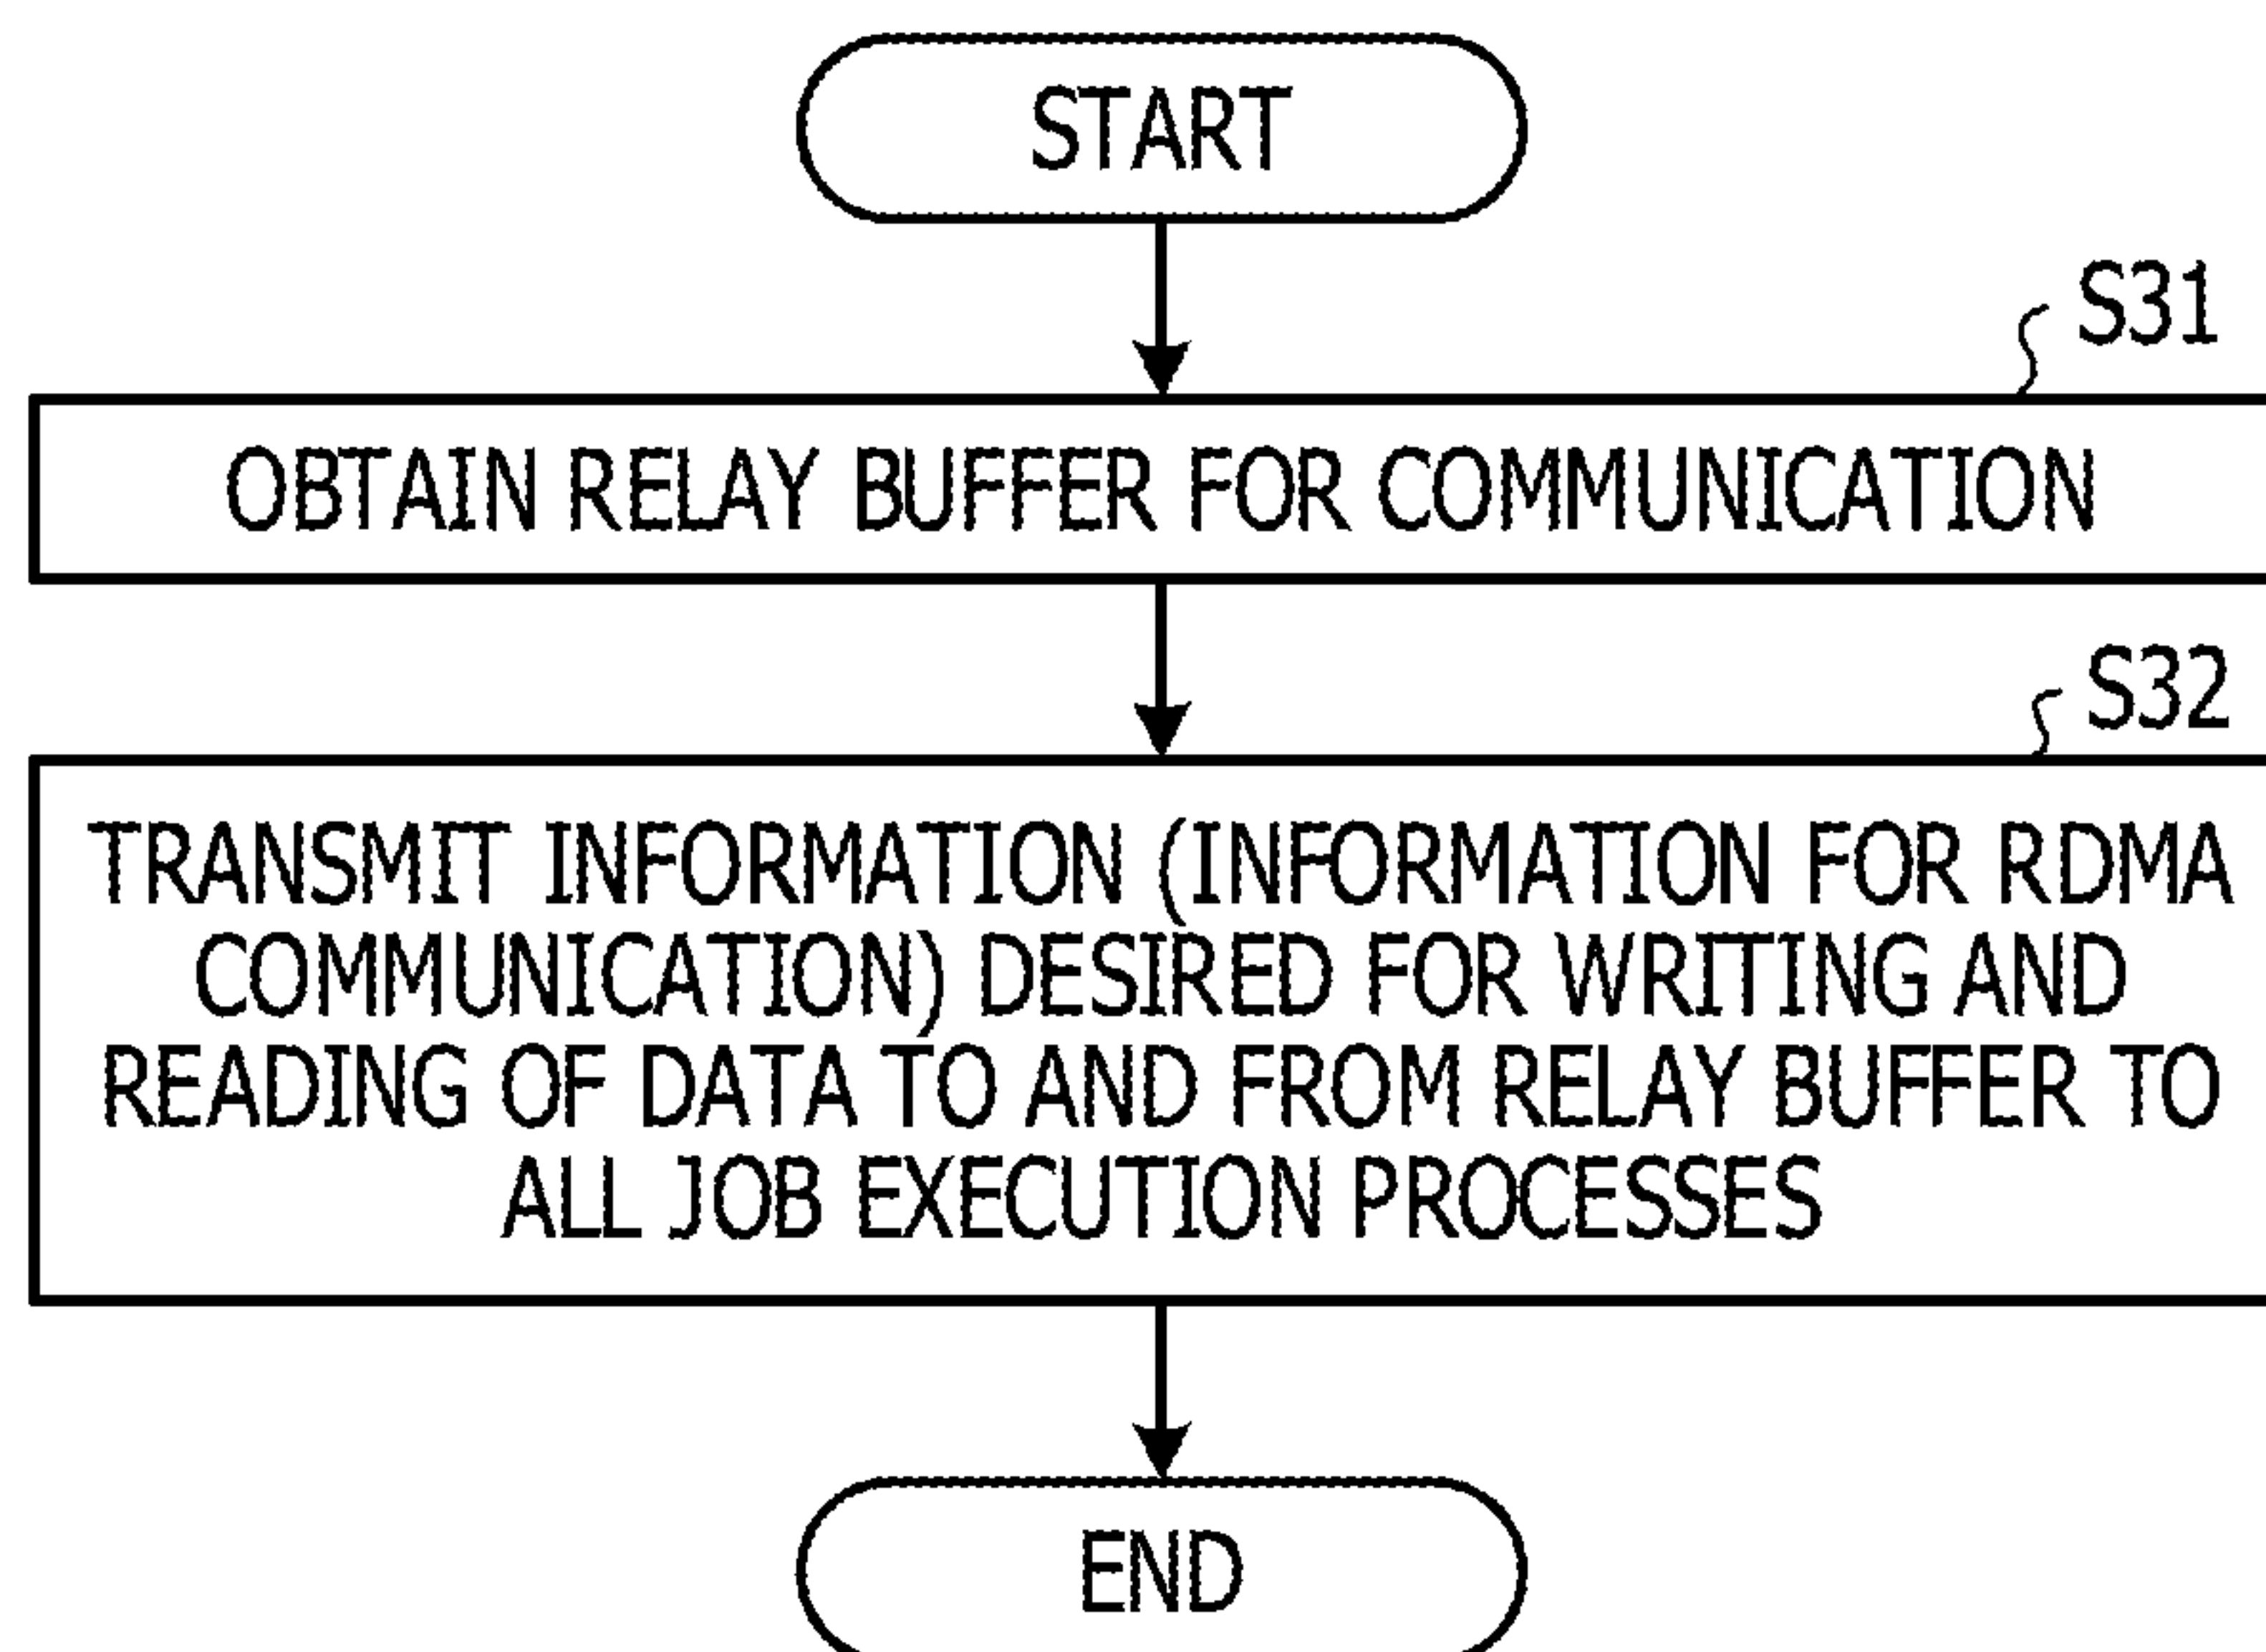 START
S31
OBTAIN RELAY BUFFER FOR COMMUNICATION
S32
TRANSMIT INFORMATION (INFORMATION FOR RDMA
COMMUNICATION) DESIRED FOR WRITING AND
READING OF DATA TO AND FROM RELAY BUFFER TO
ALL JOB EXECUTION PROCESSES
END